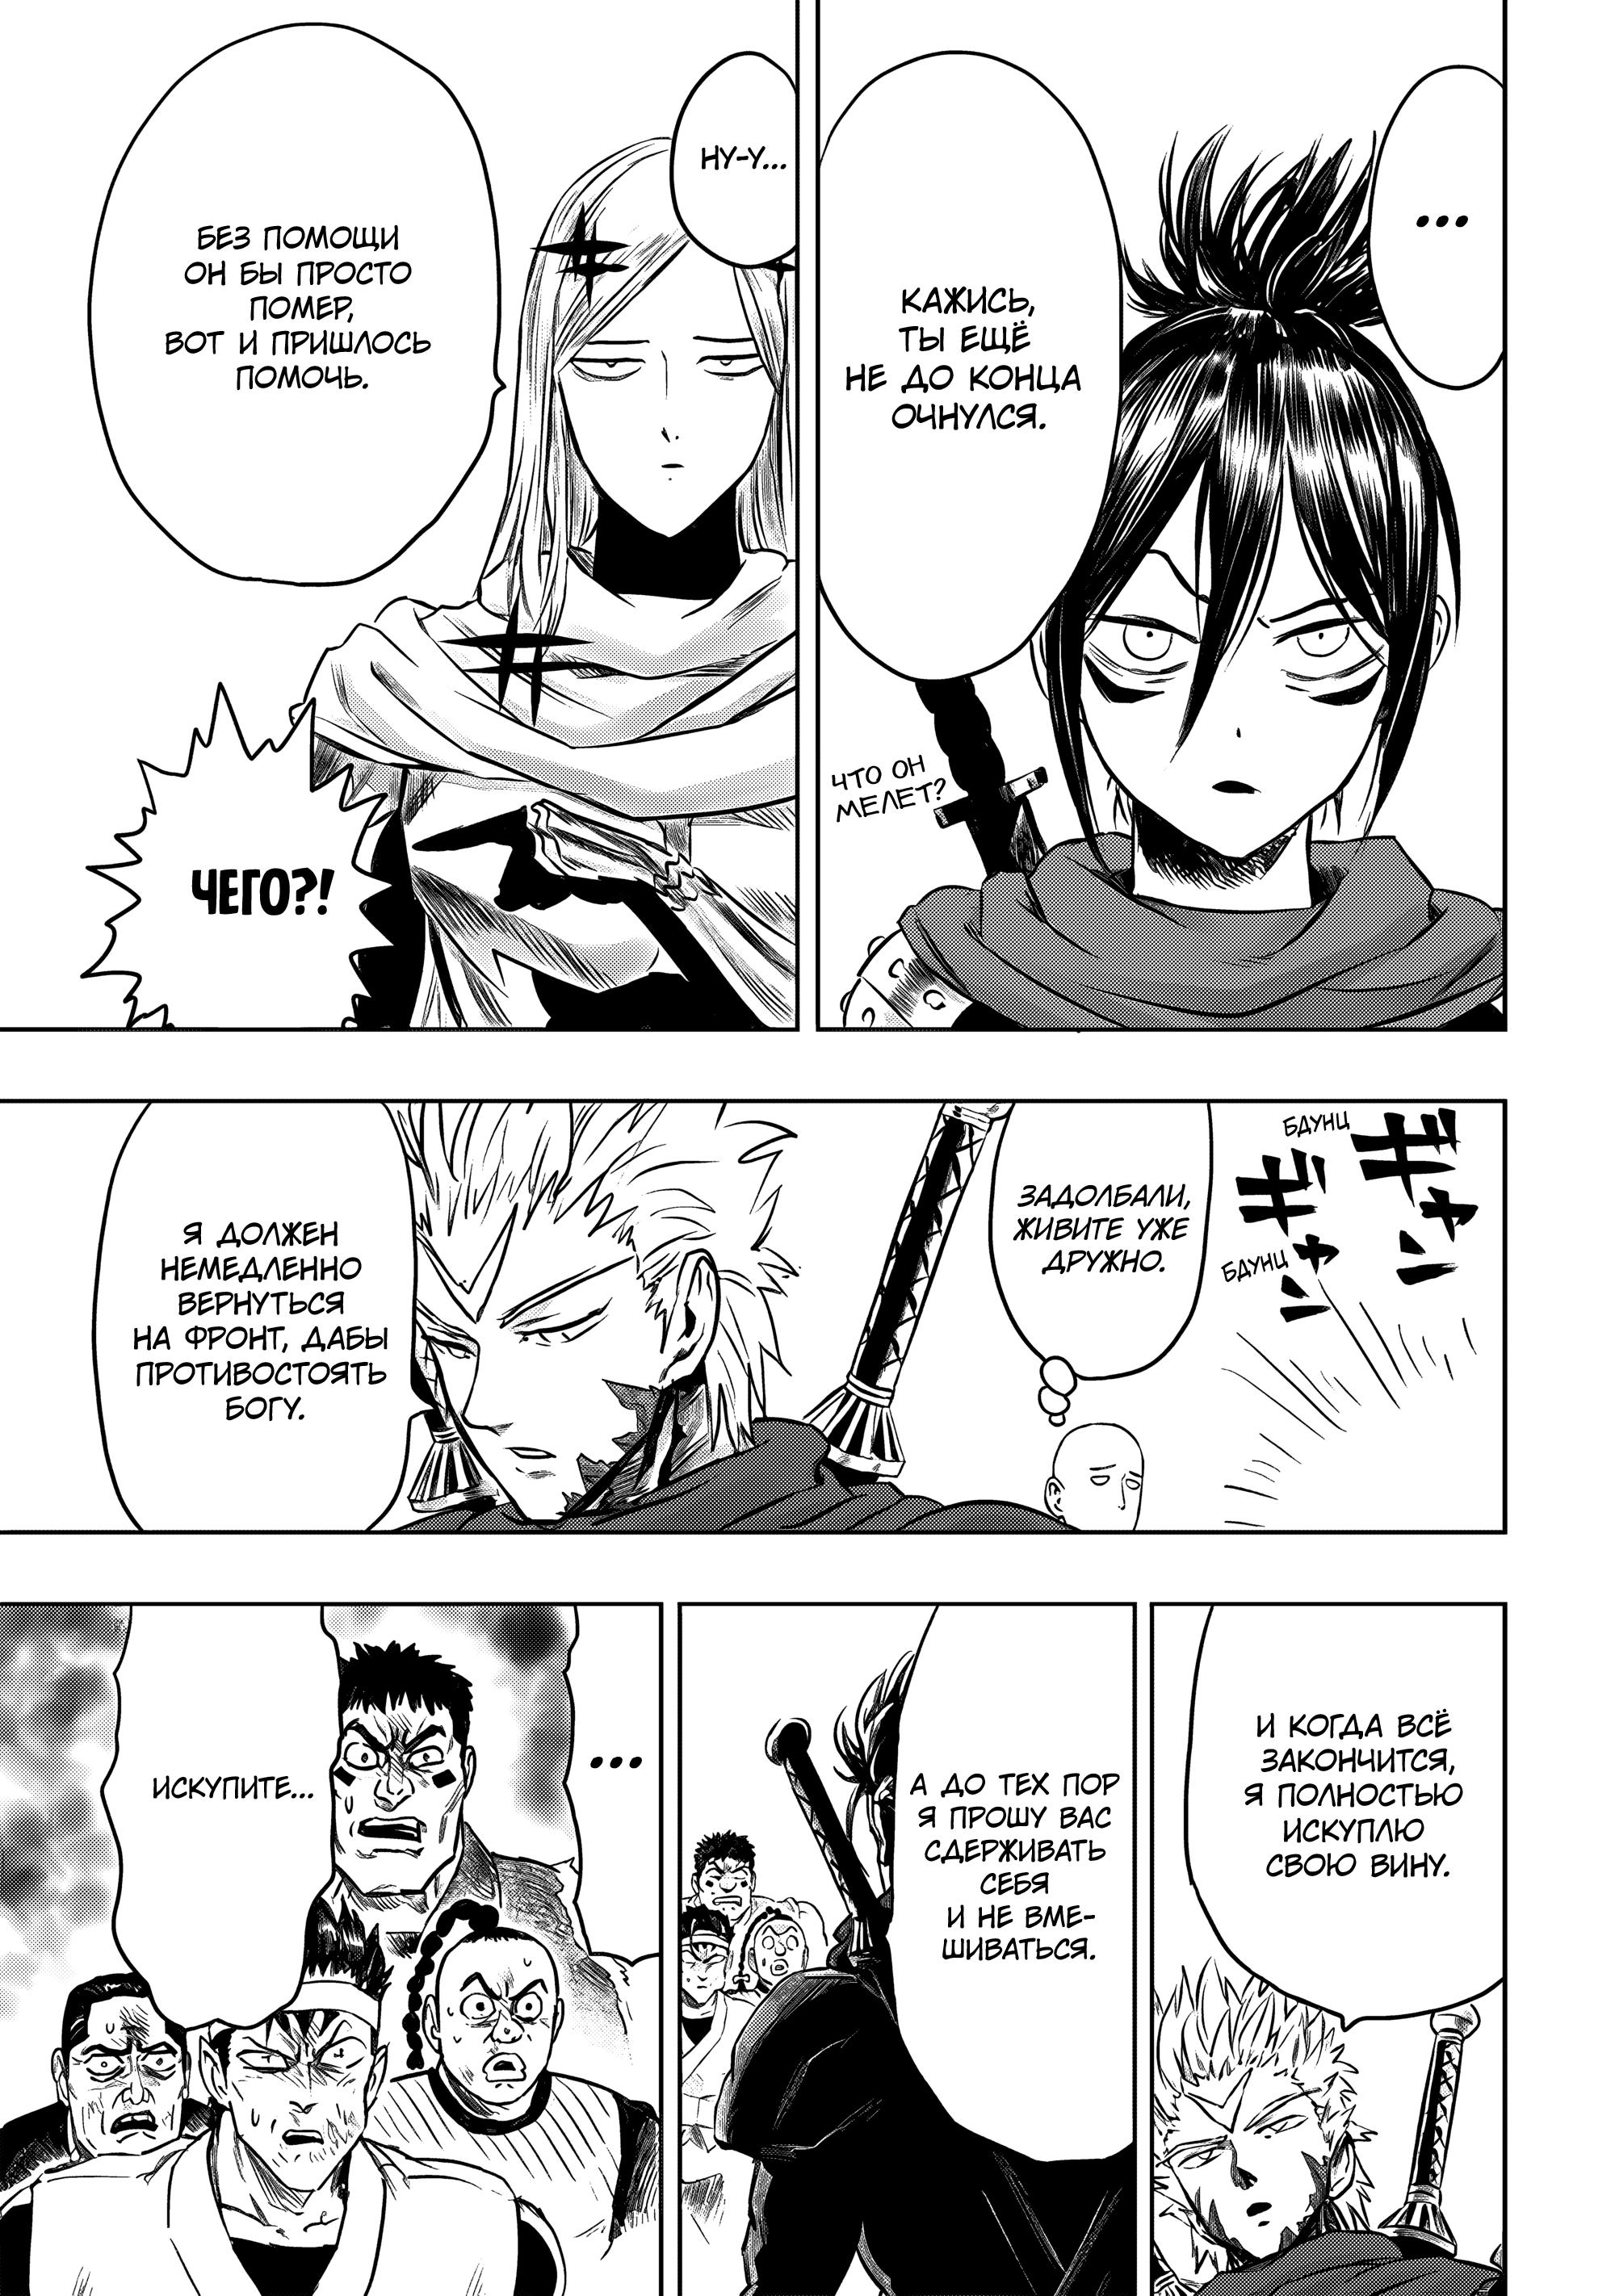 ...
КАЖИСЬ,
ТЫ ЕЩЁ
НЕ ДО КОНЦА
ОЧНУЛСЯ.
ЧТО ОН
МЕЛЕТ?
НУ-У...
БЕЗ ПОМОЩИ
ОН БЫ ПРОСТО
ПОМЕР,
ВОТ И ПРИШЛОСЬ
ПОМОЧЬ.
ЧЕГО?!
БДУНЦ
ギャン
БДУНЦ
ギャン
ЗАДОЛБАЛИ,
ЖИВИТЕ УЖЕ
ДРУЖНО.
Я ДОЛЖЕН
НЕМЕДЛЕННО
ВЕРНУТЬСЯ
НА ФРОНТ, ДАБЫ
ПРОТИВОСТОЯТЬ
БОГУ.
И КОГДА ВСЁ
ЗАКОНЧИТСЯ,
Я ПОЛНОСТЬЮ
ИСКУПЛЮ
СВОЮ ВИНУ.
А ДО ТЕХ ПОР
Я ПРОШУ ВАС
СДЕРЖИВАТЬ
СЕБЯ
И НЕ ВМЕ-
ШИВАТЬСЯ.
...
ИСКУПИТЕ...